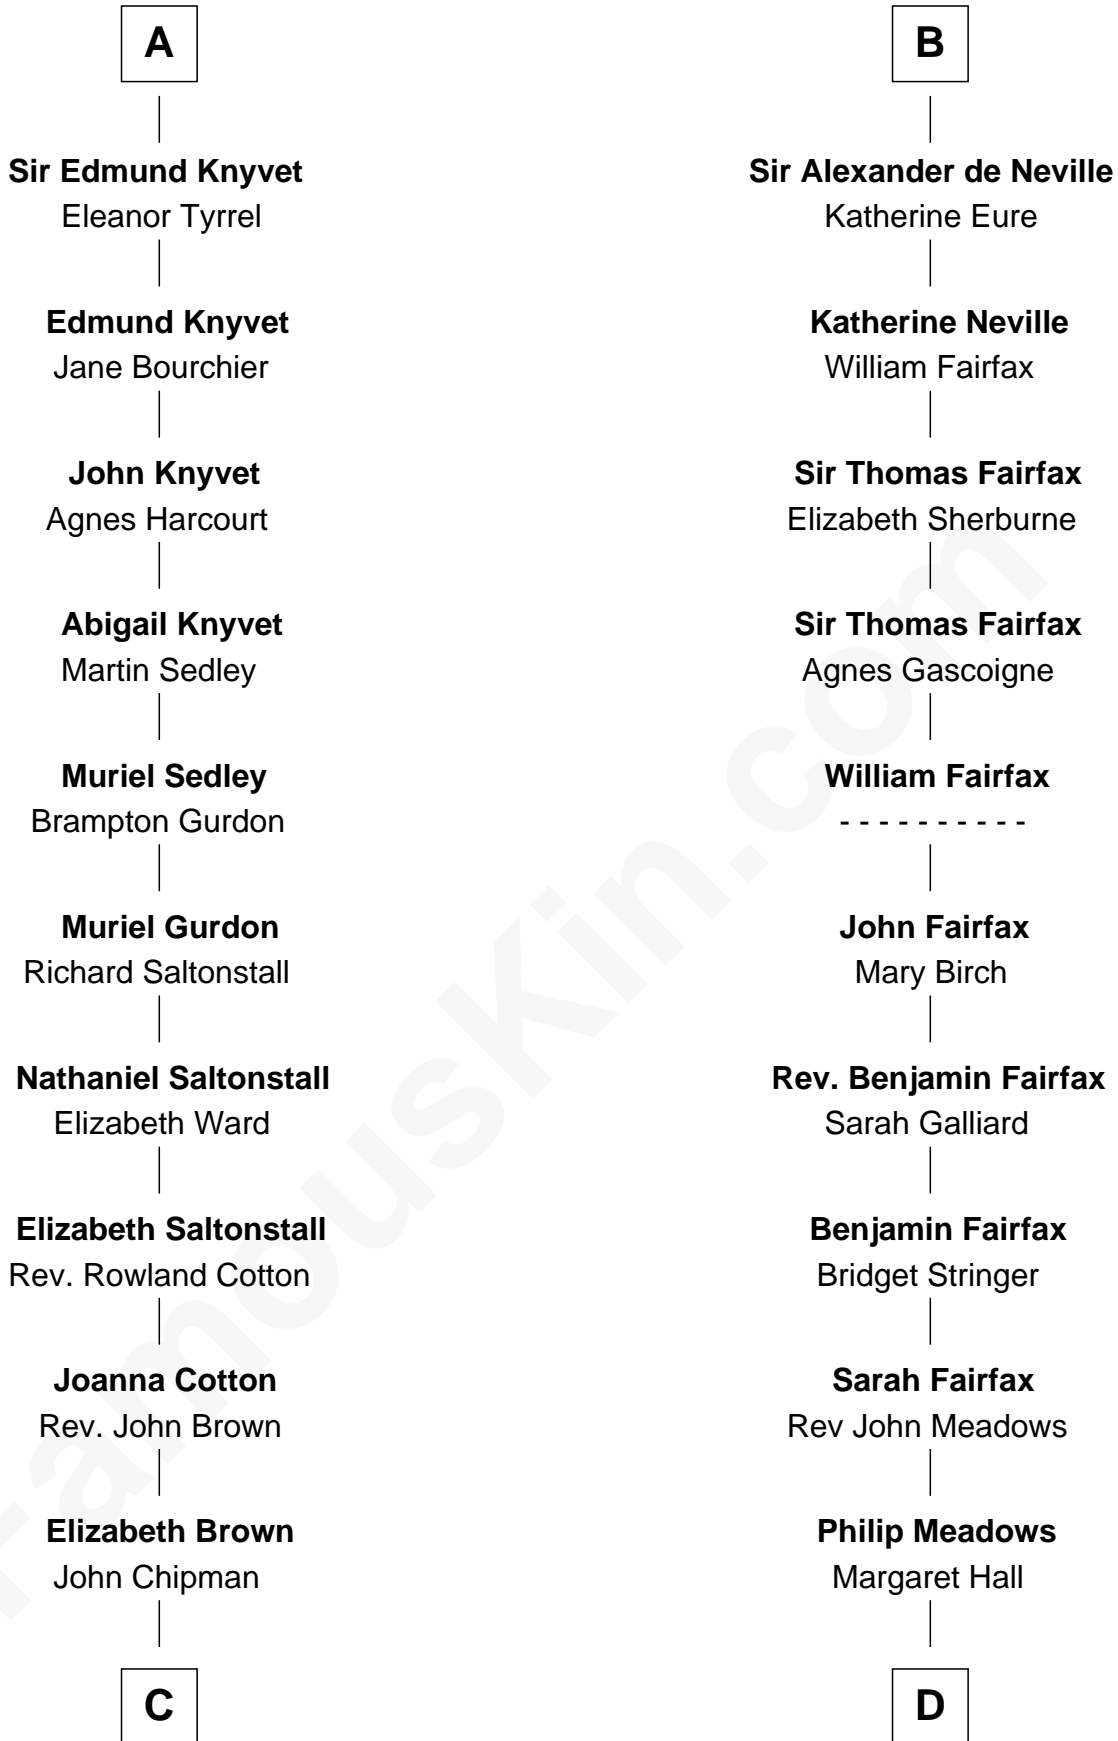 A
Sir Edmund Knyvet
Eleanor Tyrrel
Edmund Knyvet
Jane Bourchier
John Knyvet
Agnes Harcourt
Abigail Knyvet
Martin Sedley
Muriel Sedley
Brampton Gurdon
Muriel Gurdon
Richard Saltonstall
Nathaniel Saltonstall
Elizabeth Ward
Elizabeth Saltonstall
Rev. Rowland Cotton
Joanna Cotton
Rev. John Brown
Elizabeth Brown
John Chipman
C
B
Sir Alexander de Neville
Katherine Eure
Katherine Neville
William Fairfax
Sir Thomas Fairfax
Elizabeth Sherburne
Sir Thomas Fairfax
Agnes Gascoigne
William Fairfax
- - - - - - - - - -
John Fairfax
Mary Birch
Rev. Benjamin Fairfax
Sarah Galliard
Benjamin Fairfax
Bridget Stringer
Sarah Fairfax
Rev John Meadows
Philip Meadows
Margaret Hall
D
FamousKin.com